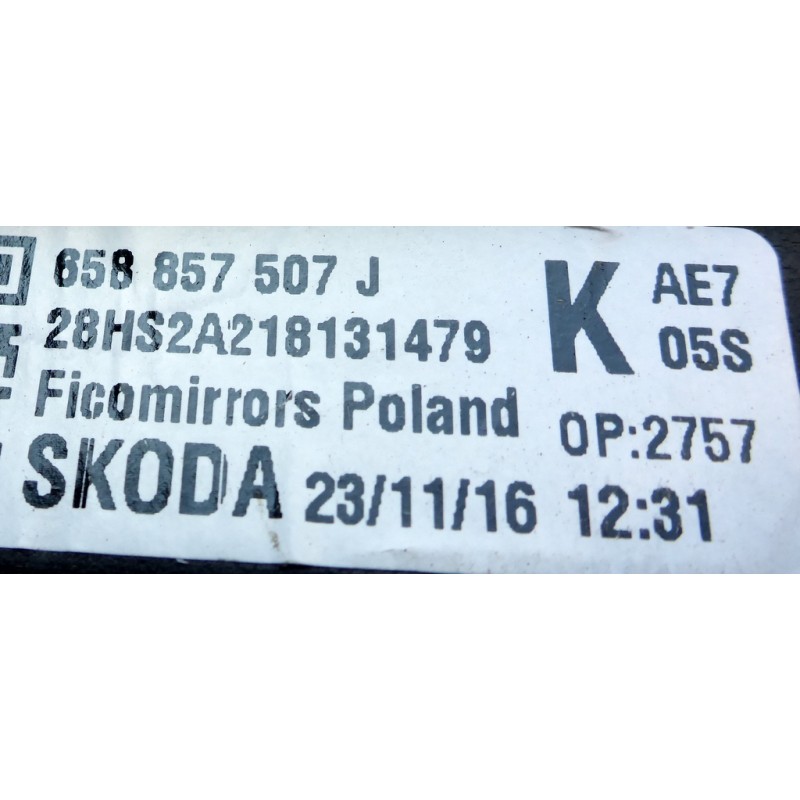 658 857 507 J
28HS2A218131479
Ficomirrors Poland
SKODA 23/11/16 12:31
K AE7
05S
OP:2757